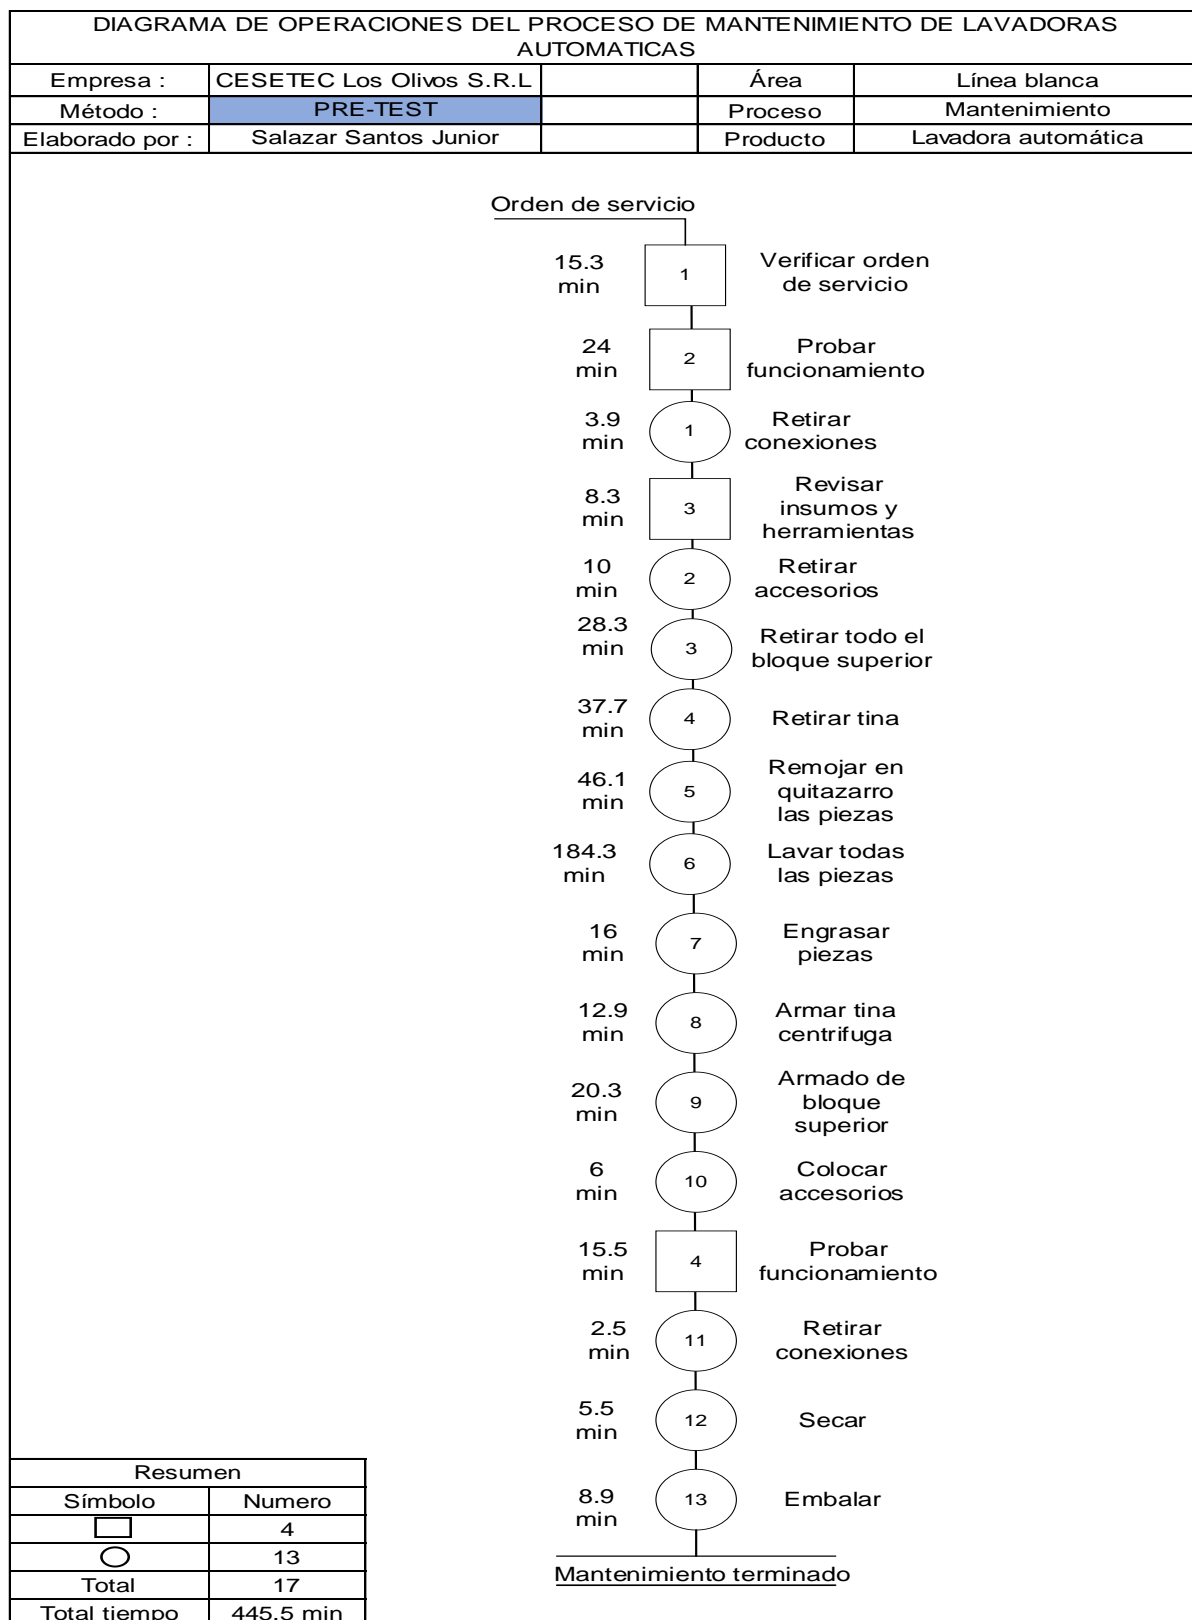 DIAGRAMA DE OPERACIONES DEL PROCESO DE MANTENIMIENTO DE LAVADORAS
AUTOMATICAS
Empresa : CESETEC Los Olivos S.R.L Área Línea blanca
Método : PRE-TEST Proceso Mantenimiento
Elaborado por : Salazar Santos Junior Producto Lavadora automática
Orden de servicio
15.3
min
1
Verificar orden
de servicio
24
min
2
Probar
funcionamiento
3.9
min
1
Retirar
conexiones
8.3
min
3
Revisar
insumos y
herramientas
10
min
2
Retirar
accesorios
28.3
min
3
Retirar todo el
bloque superior
37.7
min
4
Retirar tina
46.1
min
5
Remojar en
quitazarro
las piezas
184.3
min
6
Lavar todas
las piezas
16
min
7
Engrasar
piezas
12.9
min
8
Armar tina
centrifuga
20.3
min
9
Armado de
bloque
superior
6
min
10
Colocar
accesorios
15.5
min
4
Probar
funcionamiento
2.5
min
11
Retirar
conexiones
5.5
min
12
Secar
8.9
min
13
Embalar
Mantenimiento terminado
Resumen
Símbolo Numero
4
13
Total 17
Total tiempo 445.5 min